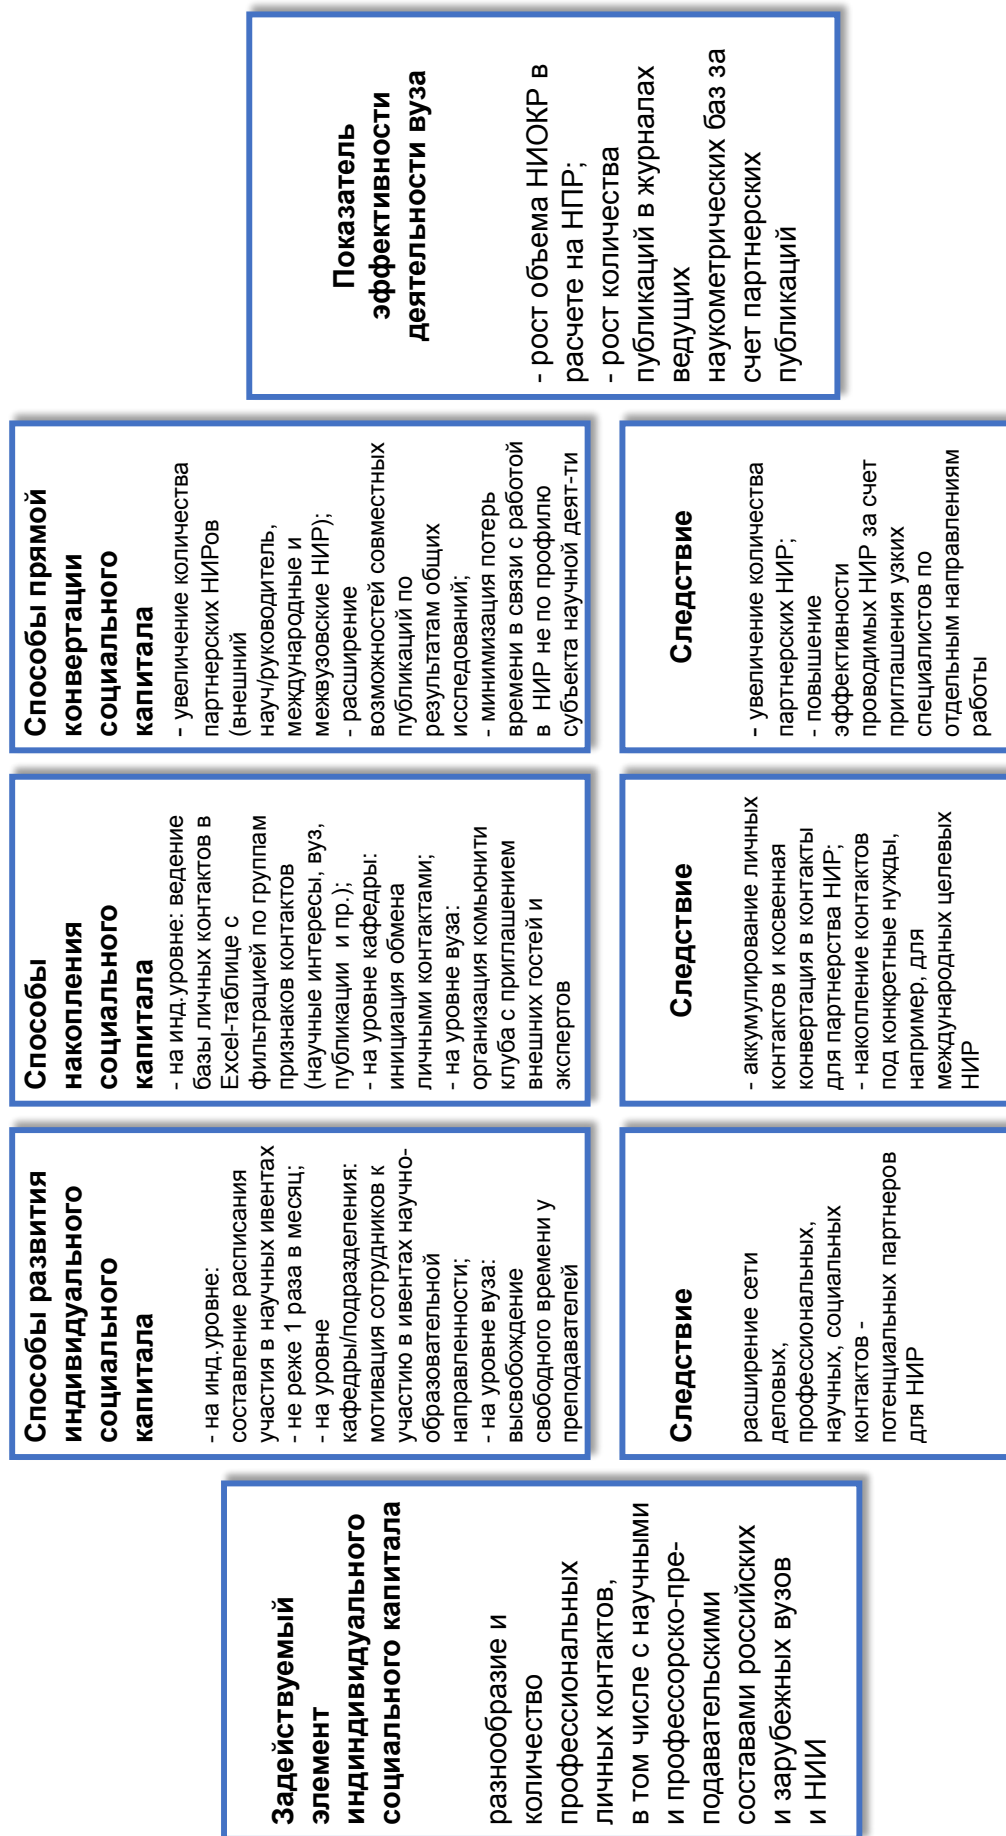 Задействуемый
элемент
индиндивидуального
социального капитала
разнообразие и
количество
профессиональных
личных контактов,
в том числе с научными
и профессорско-пре-
подавательскими
составами российских
и зарубежных вузов
и НИИ
Способы развития
индивидуального
социального
капитала
- на инд.уровне:
составление расписания
участия в научных ивентах
- не реже 1 раза в месяц;
- на уровне
кафедры/подразделения:
мотивация сотрудников к
участию в ивентах научно-
образовательной
направленности;
- на уровне вуза:
высвобождение
свободного времени у
преподавателей
Следствие
расширение сети
деловых,
профессиональных,
научных, социальных
контактов -
потенциальных партнеров
для НИР
Способы
накопления
социального
капитала
- на инд.уровне: ведение
базы личных контактов в
Excel-таблице с
фильтрацией по группам
признаков контактов
(научные интересы, вуз,
публикации  и пр.);
- на уровне кафедры:
инициация обмена
личными контактами;
- на уровне вуза:
организация комьюнити
клуба с приглашением
внешних гостей и
экспертов
Следствие
- аккумулирование личных
контактов и косвенная
конвертация в контакты
для партнерства НИР;
- накопление контактов
под конкретные нужды,
например, для
международных целевых
НИР
Способы прямой
конвертации
социального
капитала
- увеличение количества
партнерских НИРов
(внешний
науч/руководитель,
международные и
межвузовские НИР);
- расширение
возможностей совместных
публикаций по
результатам общих
исследований;
- минимизация потерь
времени в связи с работой
в НИР не по профилю
субъекта научной деят-ти
Следствие
- увеличение количества
партнерских НИР;
- повышение
эффективности
проводимых НИР за счет
приглашения узких
специалистов по
отдельным направлениям
работы
Показатель
эффективности
деятельности вуза
- рост объема НИОКР в
расчете на НПР;
- рост количества
публикаций в журналах
ведущих
наукометрических баз за
счет партнерских
публикаций